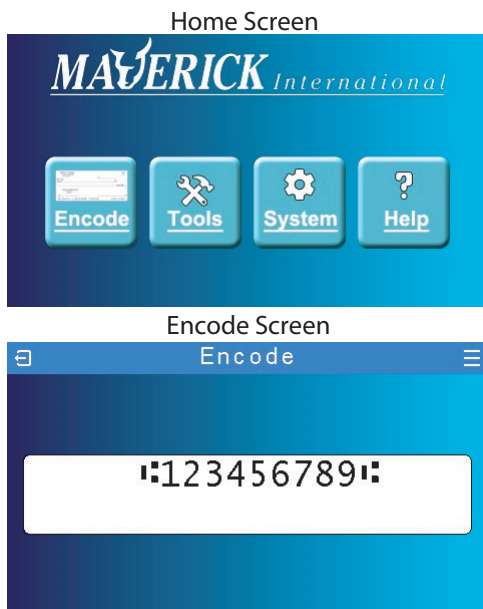 Home Screen
MAVERICK International
Encode Tools System Help
Encode Screen
Encode
⑆123456789⑆